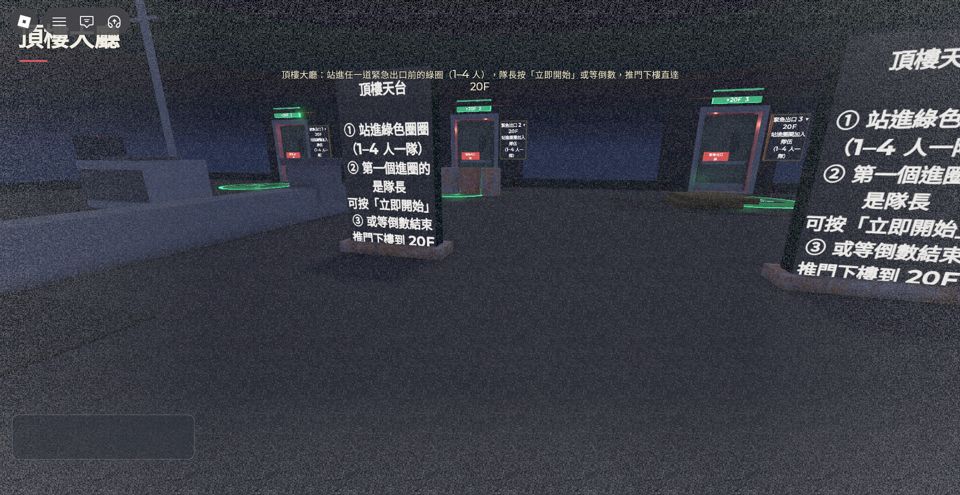 頂樓大廳
頂樓大廳：站進任一道緊急出口前的綠圈（1–4 人），隊長按「立即開始」或等倒數，推門下樓直達
20F
頂樓天台
① 站進綠色圈圈
（1–4 人一隊）
② 第一個進圈的
是隊長
可按「立即開始」
③ 或等倒數結束
推門下樓到 20F
緊急出口 2
20F
緊急出口 3
20F
站進圈圈加入
隊伍
（1–4 人一
隊）
頂樓天
① 站進綠色
（1–4 人一
② 第一個進圈
是隊長
可按「立即開始
③ 或等倒數結
推門下樓到 20F